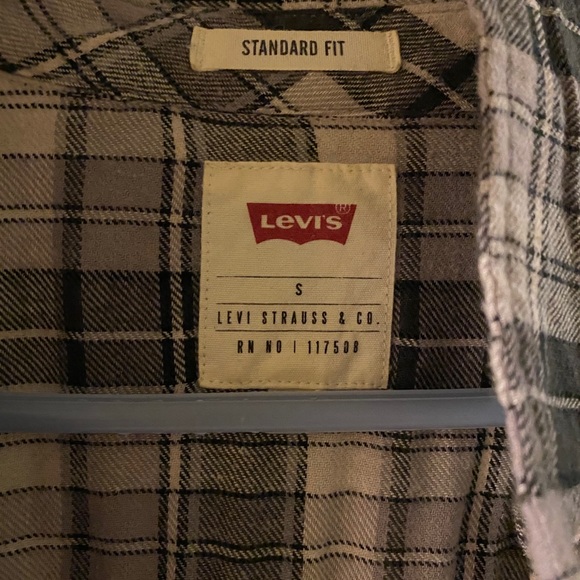 STANDARD FIT
LEVI'S ®
S
LEVI STRAUSS & CO.
RN NO | 117508